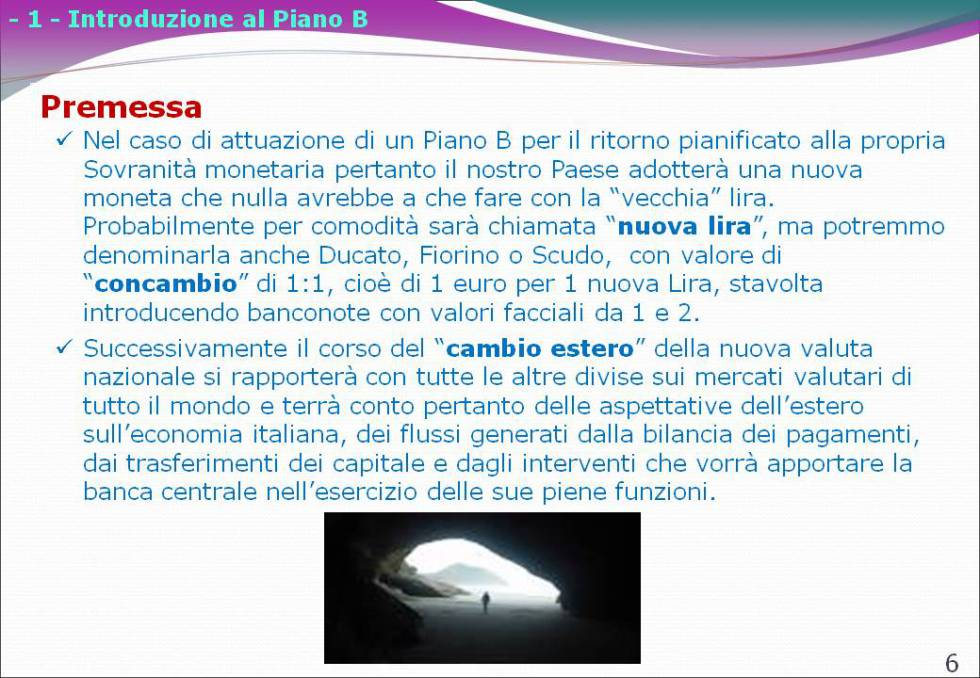 - 1 - Introduzione al Piano B
Premessa
✓ Nel caso di attuazione di un Piano B per il ritorno pianificato alla propria
Sovranità monetaria pertanto il nostro Paese adotterà una nuova
moneta che nulla avrebbe a che fare con la “vecchia” lira.
Probabilmente per comodità sarà chiamata “nuova lira”, ma potremmo
denominarla anche Ducato, Fiorino o Scudo,  con valore di
“concambio” di 1:1, cioè di 1 euro per 1 nuova Lira, stavolta
introducendo banconote con valori facciali da 1 e 2.
✓ Successivamente il corso del “cambio estero” della nuova valuta
nazionale si rapporterà con tutte le altre divise sui mercati valutari di
tutto il mondo e terrà conto pertanto delle aspettative dell’estero
sull’economia italiana, dei flussi generati dalla bilancia dei pagamenti,
dai trasferimenti dei capitale e dagli interventi che vorrà apportare la
banca centrale nell’esercizio delle sue piene funzioni.
6